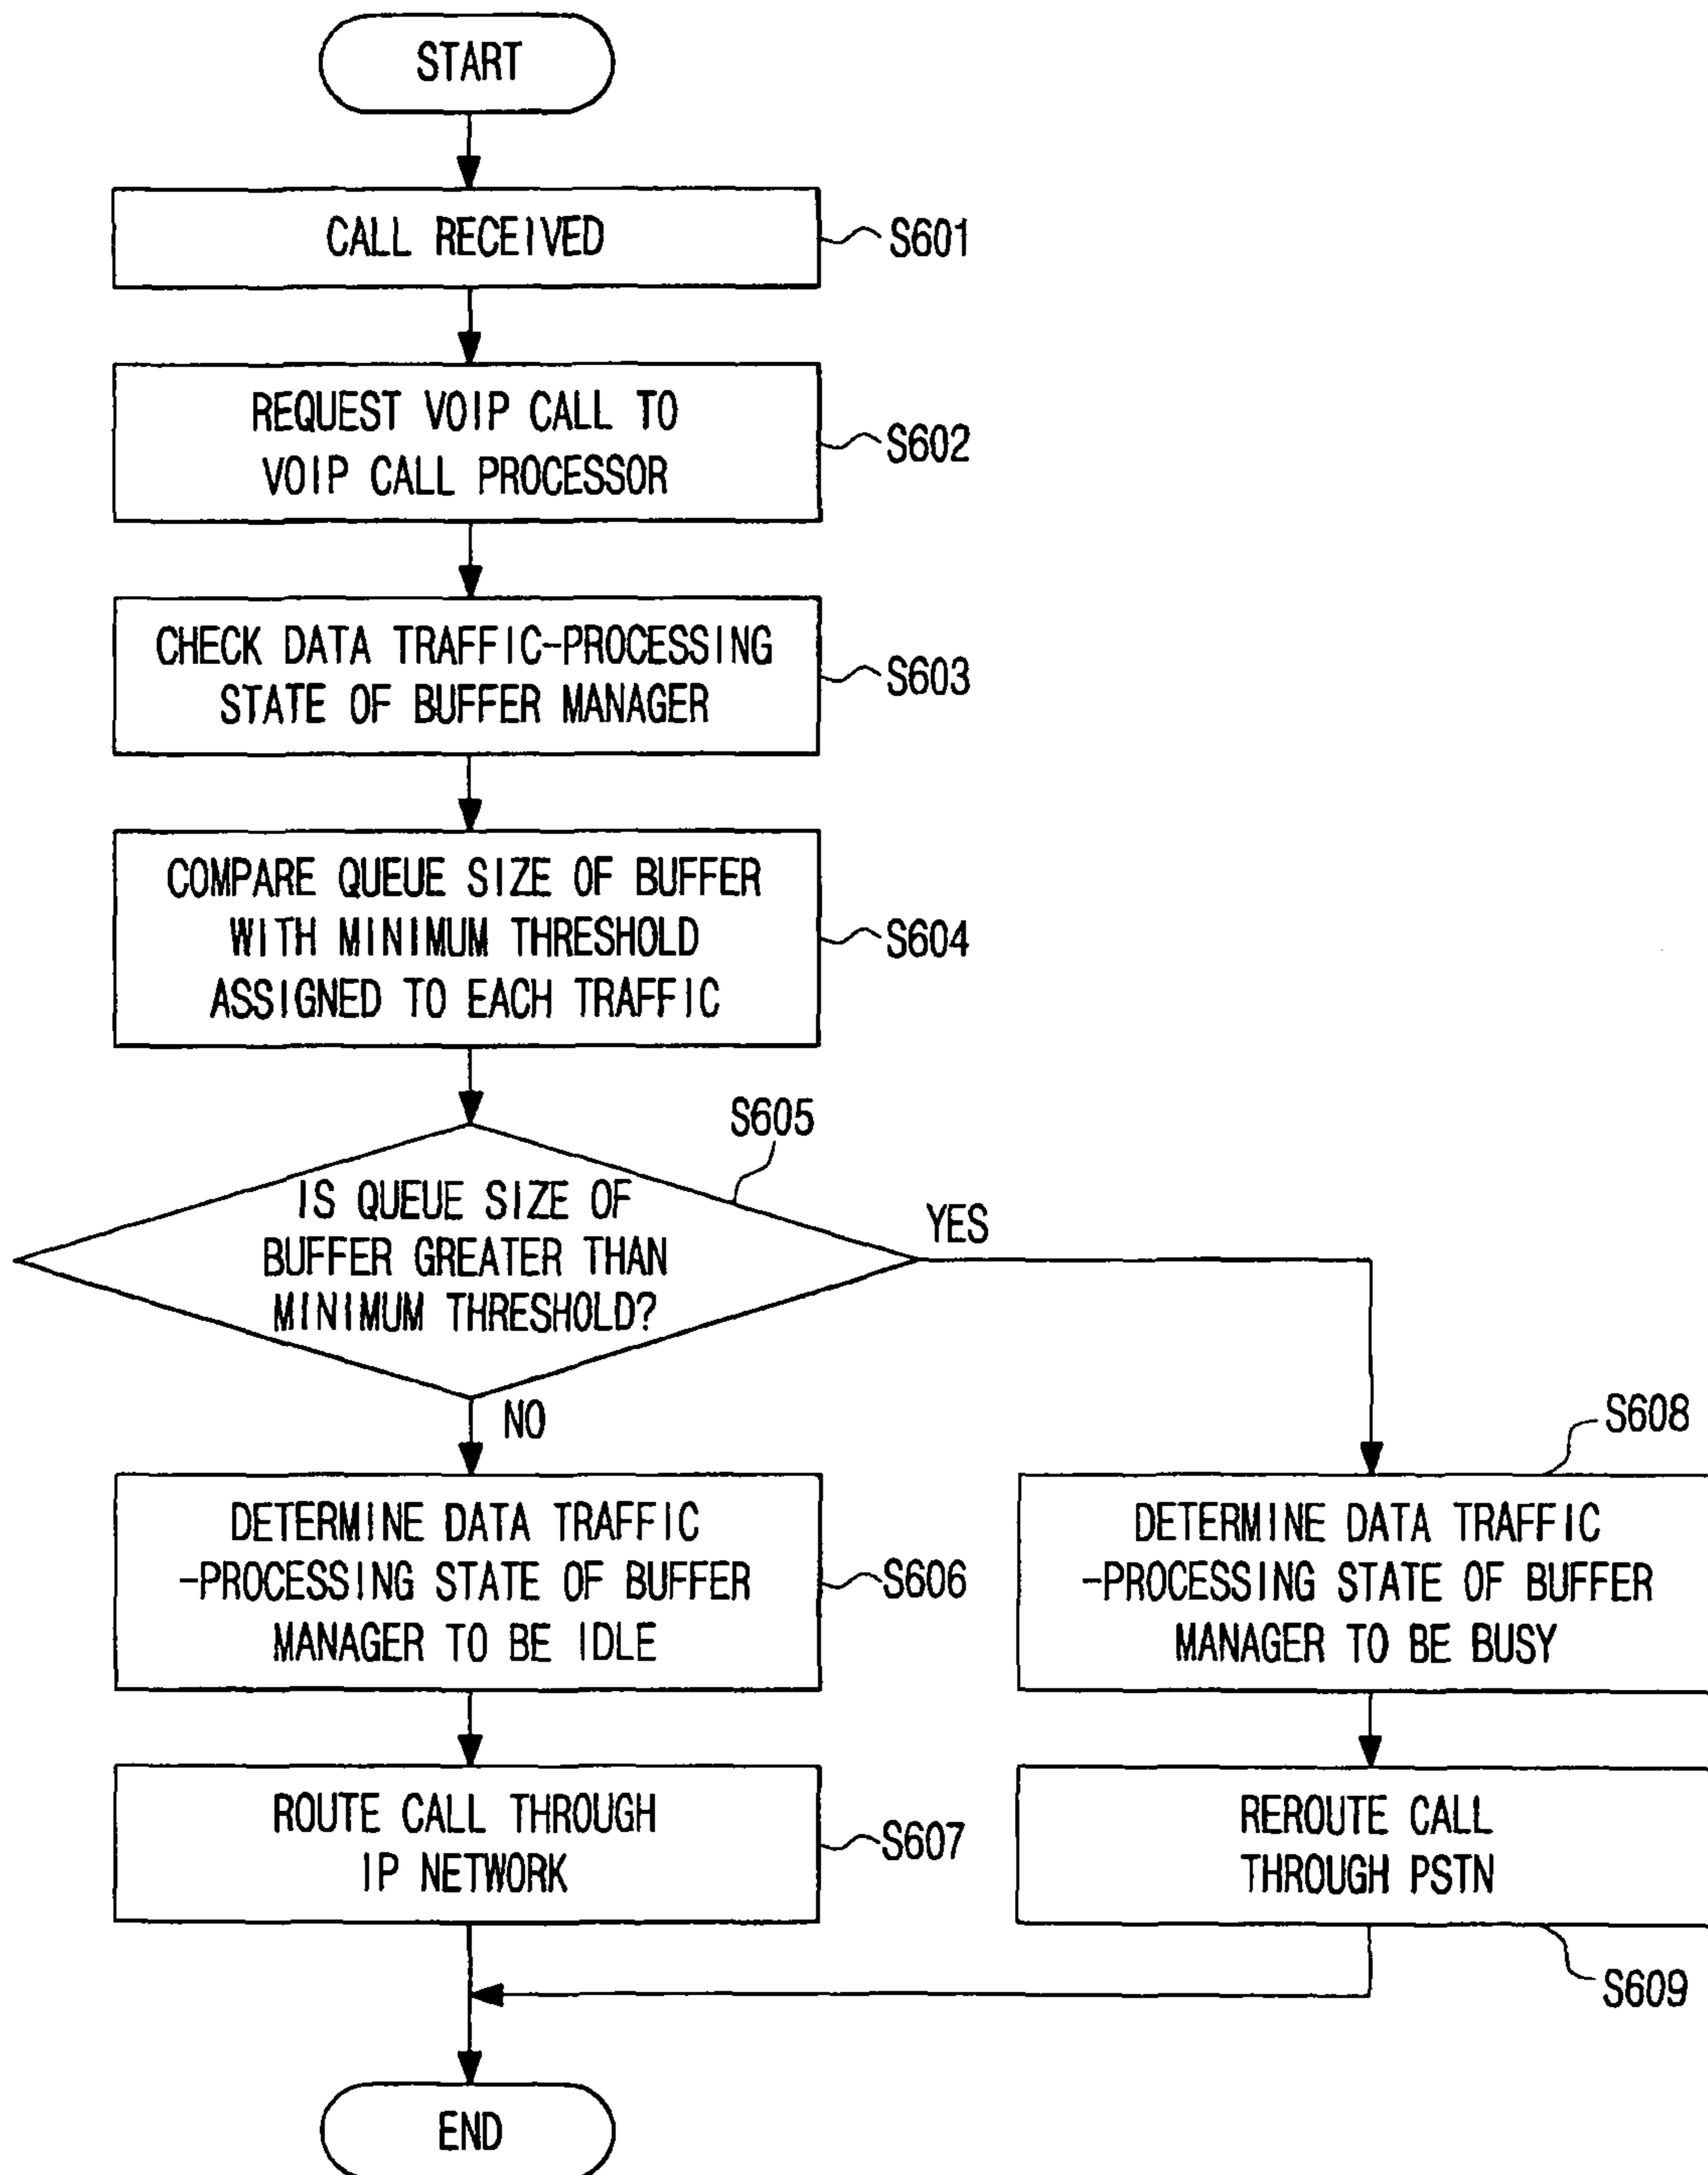 START
CALL RECEIVED
S601
REQUEST VOIP CALL TO
VOIP CALL PROCESSOR
S602
CHECK DATA TRAFFIC-PROCESSING
STATE OF BUFFER MANAGER
S603
COMPARE QUEUE SIZE OF BUFFER
WITH MINIMUM THRESHOLD
ASSIGNED TO EACH TRAFFIC
S604
S605
IS QUEUE SIZE OF
BUFFER GREATER THAN
MINIMUM THRESHOLD?
YES
NO
DETERMINE DATA TRAFFIC
-PROCESSING STATE OF BUFFER
MANAGER TO BE IDLE
S606
S608
DETERMINE DATA TRAFFIC
-PROCESSING STATE OF BUFFER
MANAGER TO BE BUSY
ROUTE CALL THROUGH
IP NETWORK
S607
REROUTE CALL
THROUGH PSTN
S609
END